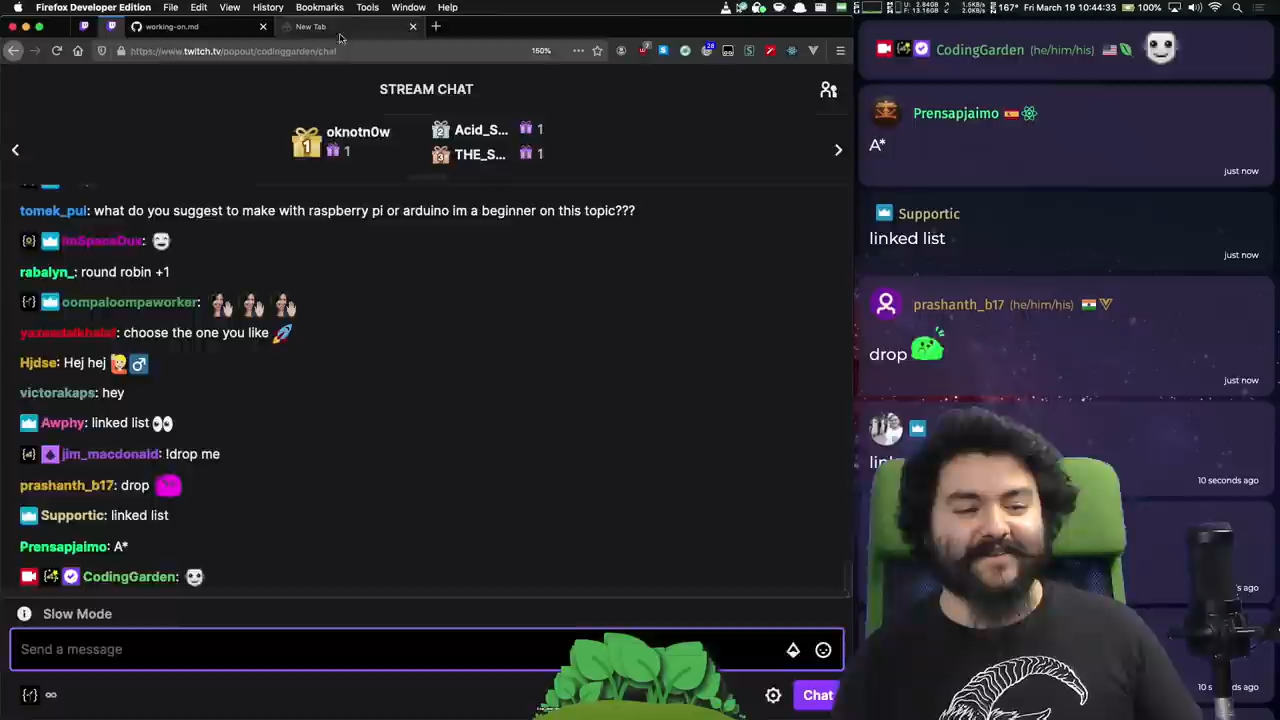 Firefox Developer Edition File Edit View History Bookmarks Tools Window Help
167° Fri March 19 10:44:33 100%
working-on.md
New Tab
https://www.twitch.tv/popout/codinggarden/chat
150%
STREAM CHAT
oknotn0w
1
Acid_S... 1
THE_S... 1
tomek_pul: what do you suggest to make with raspberry pi or arduino im a beginner on this topic???
ImSpaceDux:
rabalyn_: round robin +1
oompaloompaworker:
yazeedalkhalaf: choose the one you like
Hjdse: Hej hej
victorakaps: hey
Awphy: linked list
jim_macdonald: !drop me
prashanth_b17: drop
Supportic: linked list
Prensapjaimo: A*
CodingGarden:
Slow Mode
Send a message
Chat
CodingGarden (he/him/his)
Prensapjaimo
A*
just now
Supportic
linked list
just now
prashanth_b17 (he/him/his)
drop
just now
10 seconds ago